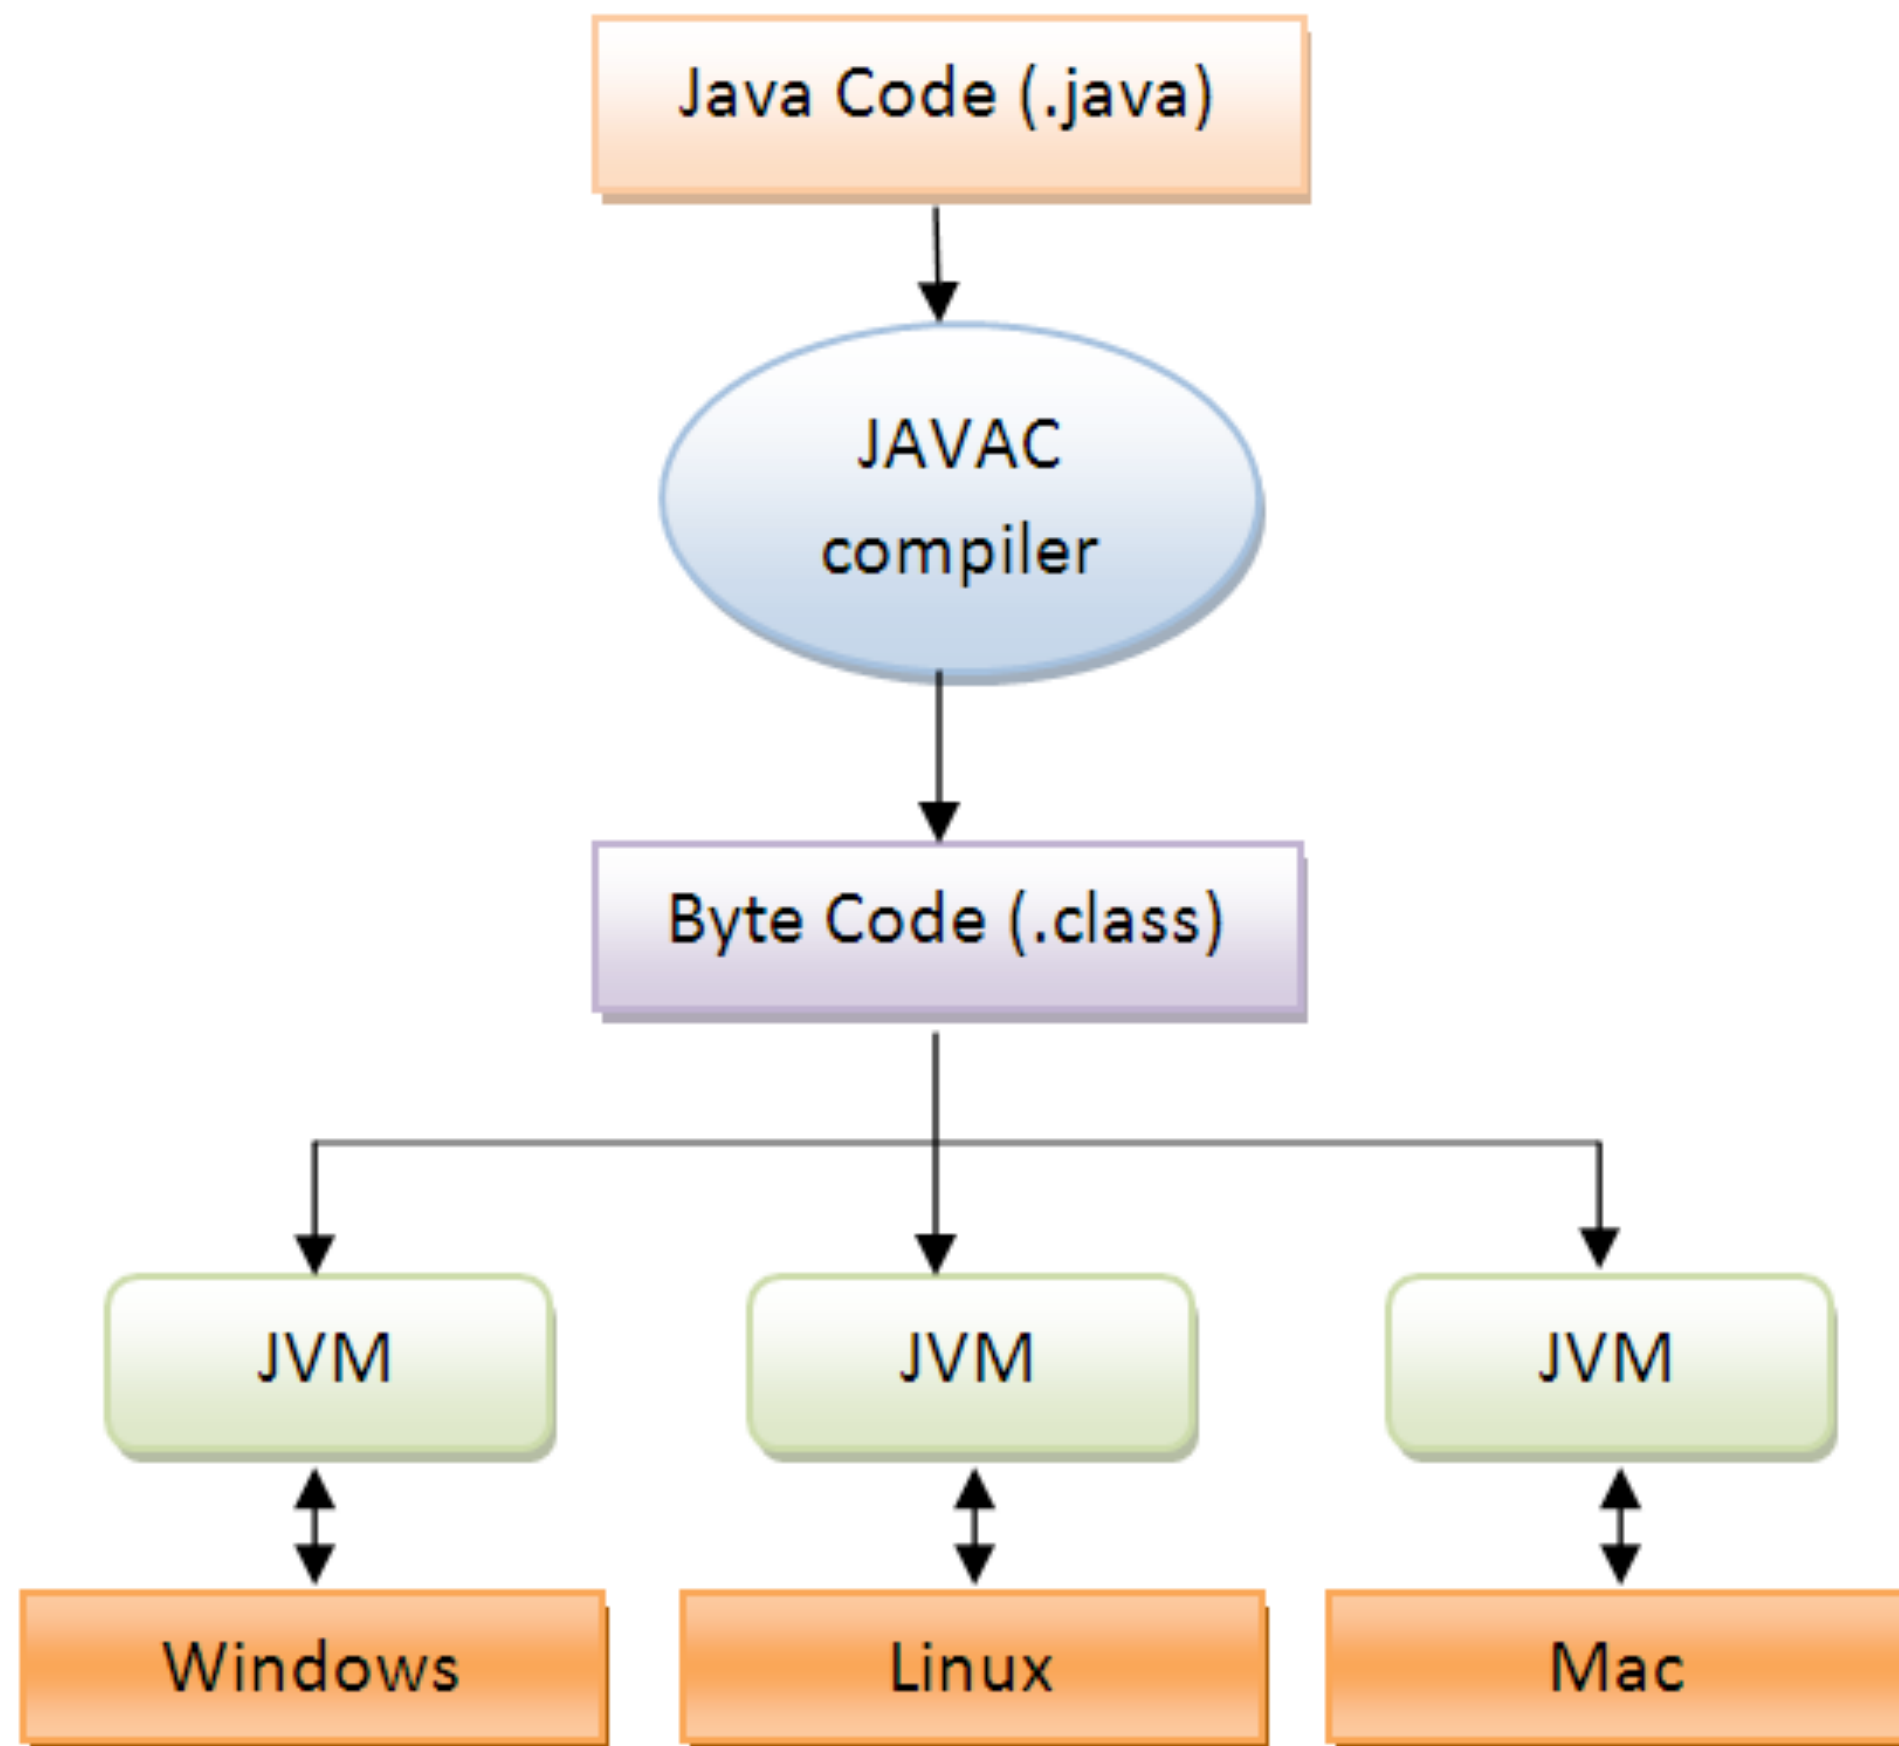 Java Code (.java)
JAVAC
compiler
Byte Code (.class)
JVM
JVM
JVM
Windows
Linux
Mac